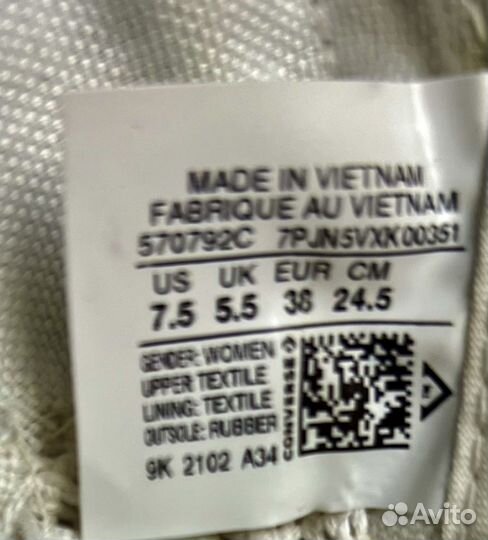 MADE IN VIETNAM
FABRIQUE AU VIETNAM
570792C 7PJN5VXK00351
US UK EUR CM
7.5 5.5 38 24.5
GENDER: WOMEN
UPPER TEXTILE
LINING: TEXTILE
OUTSOLE: RUBBER
9K 2102 A34
CONVERSE
Avito